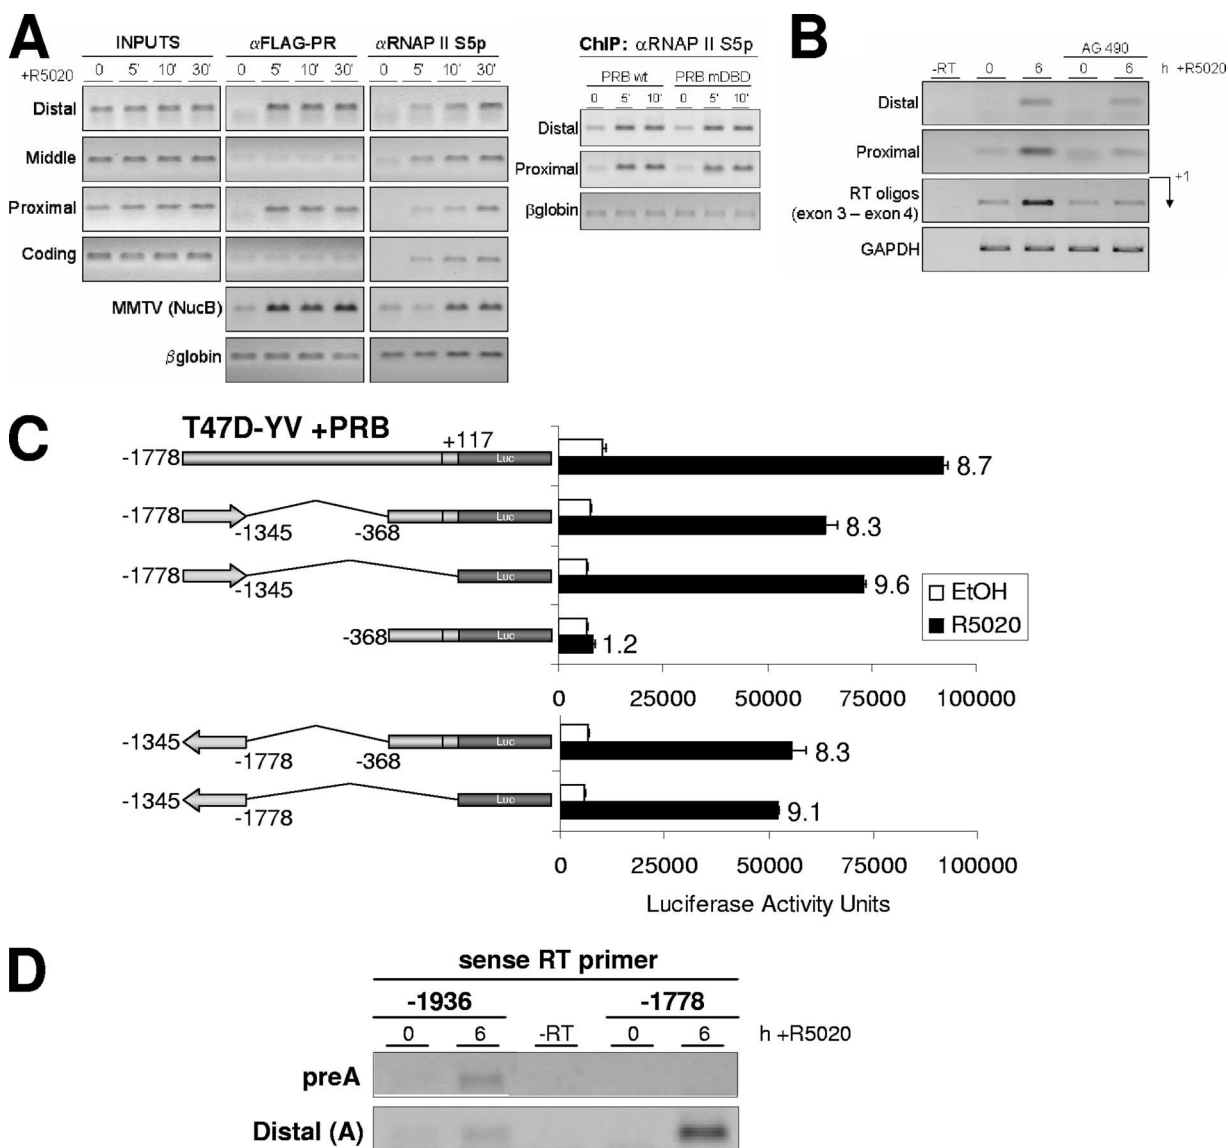 A
INPUTS αFLAG-PR αRNAP II S5p
+R5020 0 5' 10' 30' 0 5' 10' 30' 0 5' 10' 30'
Distal
Middle
Proximal
Coding
MMTV (NucB)
βglobin
ChIP: αRNAP II S5p
PRB wt PRB mDBD
0 5' 10' 0 5' 10'
Distal
Proximal
βglobin
B
AG 490
-RT 0 6 0 6 h +R5020
Distal
Proximal
+1
RT oligos
(exon 3 – exon 4)
GAPDH
C
T47D-YV +PRB
+117
-1778 Luc 8.7
-1778 -1345 -368 Luc 8.3
-1778 -1345 Luc 9.6
-368 Luc 1.2
EtOH
R5020
0 25000 50000 75000 100000
-1345 -1778 -368 Luc 8.3
-1345 -1778 Luc 9.1
0 25000 50000 75000 100000
Luciferase Activity Units
D
sense RT primer
-1936 -1778
0 6 -RT 0 6 h +R5020
preA
Distal (A)